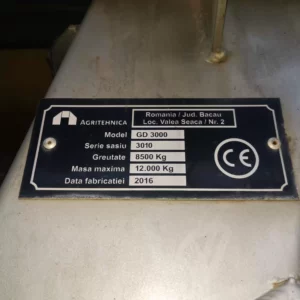 AGRITEHNICA
Romania / Jud. Bacau
Loc. Valea Seaca / Nr. 2
Model GD 3000
Serie sasiu 3010
Greutate 8500 Kg
Masa maxima 12.000 Kg
Data fabricatiei 2016
CE